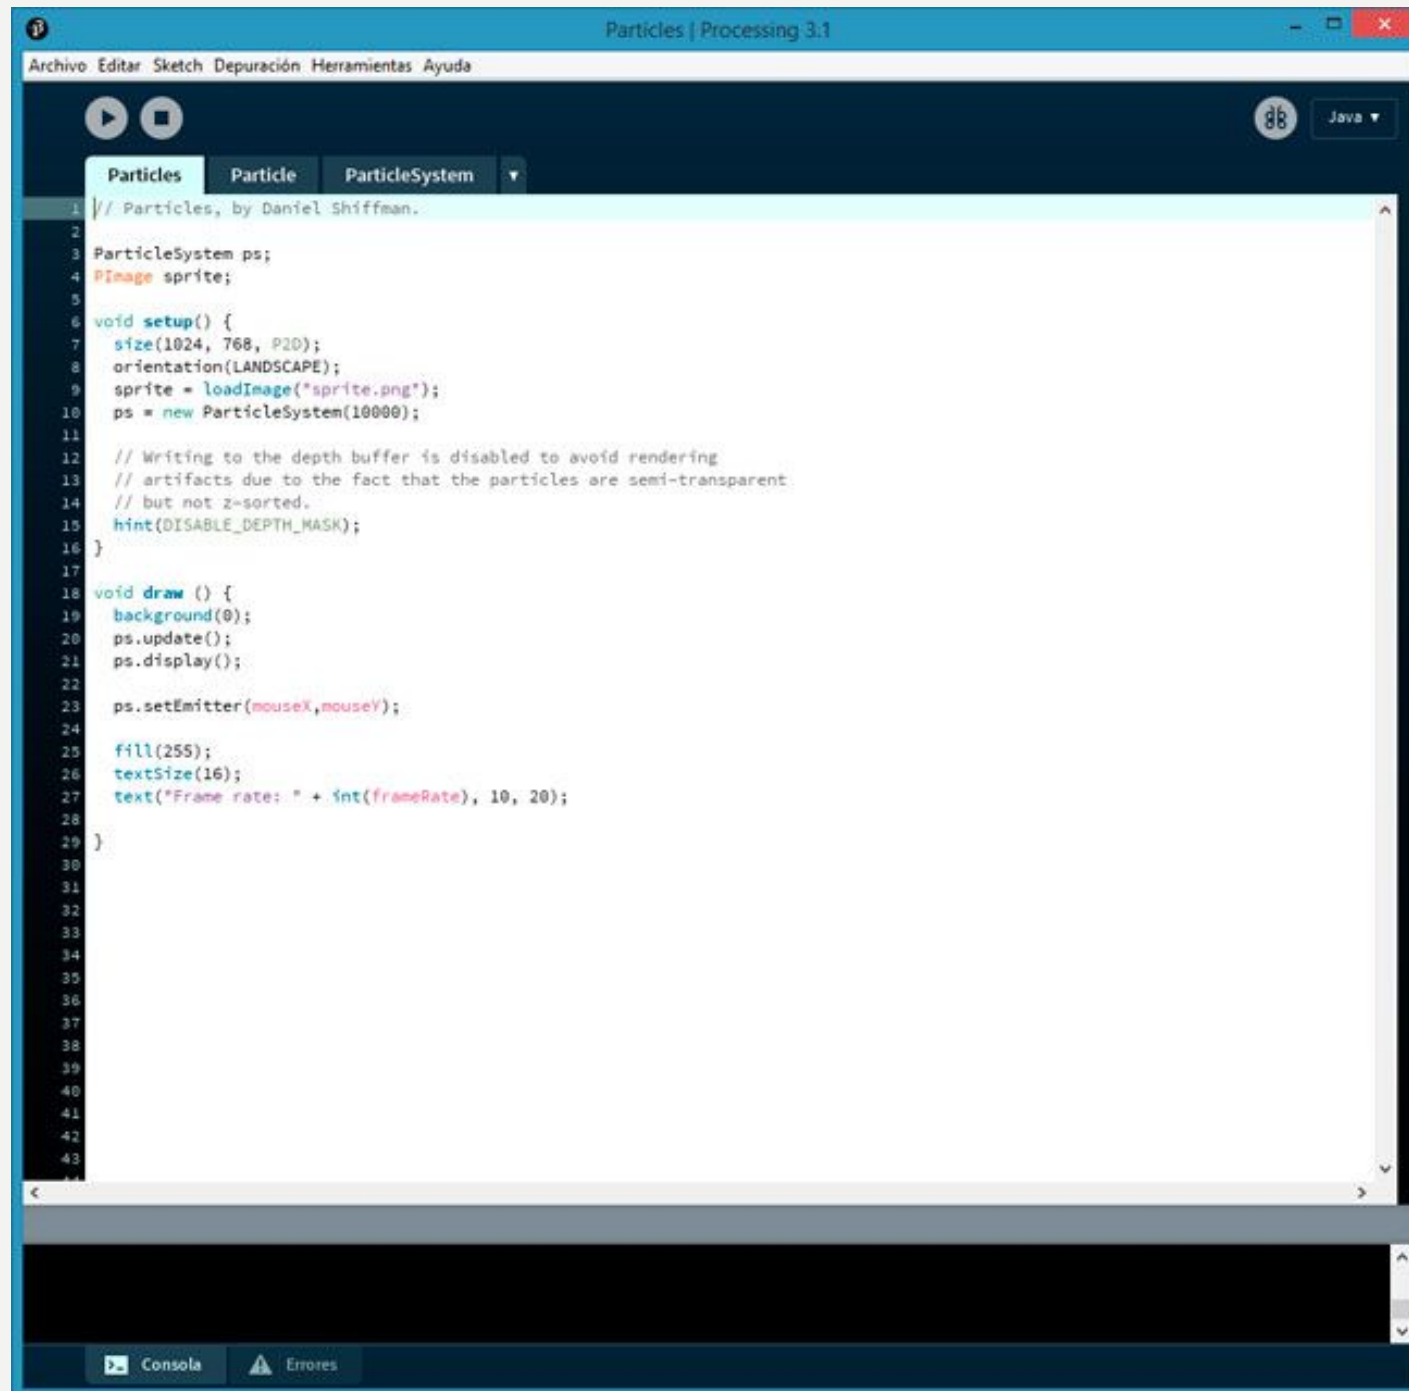 Particles | Processing 3.1
Archivo Editar Sketch Depuración Herramientas Ayuda
Java ▼
Particles Particle ParticleSystem ▼
1 // Particles, by Daniel Shiffman.
2
3 ParticleSystem ps;
4 PImage sprite;
5
6 void setup() {
7 size(1024, 768, P2D);
8 orientation(LANDSCAPE);
9 sprite = loadImage("sprite.png");
10 ps = new ParticleSystem(10000);
11
12 // Writing to the depth buffer is disabled to avoid rendering
13 // artifacts due to the fact that the particles are semi-transparent
14 // but not z-sorted.
15 hint(DISABLE_DEPTH_MASK);
16 }
17
18 void draw () {
19 background(0);
20 ps.update();
21 ps.display();
22
23 ps.setEmitter(mouseX,mouseY);
24
25 fill(255);
26 textSize(16);
27 text("Frame rate: " + int(frameRate), 10, 20);
28
29 }
30
31
32
33
34
35
36
37
38
39
40
41
42
43
Consola Errores